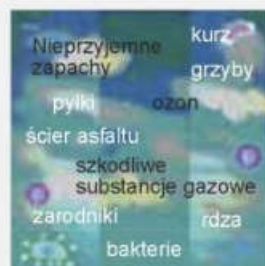 kurz
Nieprzyjemne
zapachy
grzyby
pyłki
ozon
ścier asfaltu
szkodliwe
substancje gazowe
zarodniki
rdza
bakterie